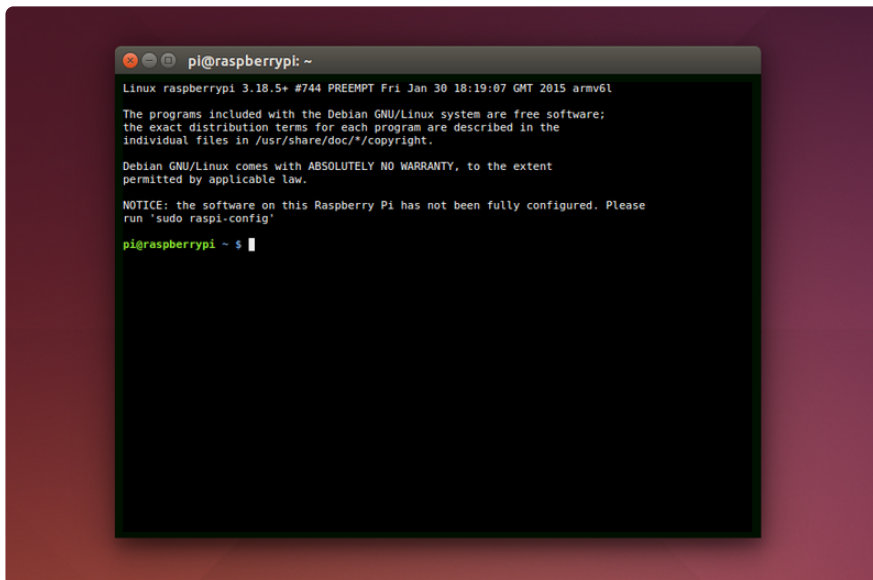 pi@raspberrypi: ~
Linux raspberrypi 3.18.5+ #744 PREEMPT Fri Jan 30 18:19:07 GMT 2015 armv6l
The programs included with the Debian GNU/Linux system are free software;
the exact distribution terms for each program are described in the
individual files in /usr/share/doc/*/copyright.
Debian GNU/Linux comes with ABSOLUTELY NO WARRANTY, to the extent
permitted by applicable law.
NOTICE: the software on this Raspberry Pi has not been fully configured. Please
run 'sudo raspi-config'
pi@raspberrypi ~ $